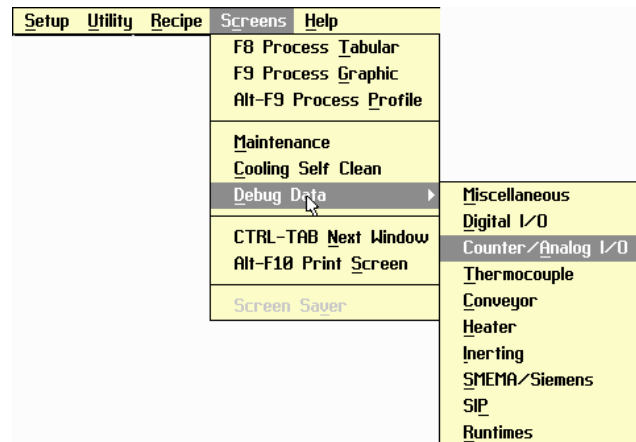 Setup Utility Recipe Screens Help
F8 Process Tabular
F9 Process Graphic
Alt-F9 Process Profile
Maintenance
Cooling Self Clean
Debug Data
CTRL-TAB Next Window
Alt-F10 Print Screen
Screen Saver
Miscellaneous
Digital I/O
Counter/Analog I/O
Thermocouple
Conveyor
Heater
Inerting
SMEMA/Siemens
SIP
Runtimes